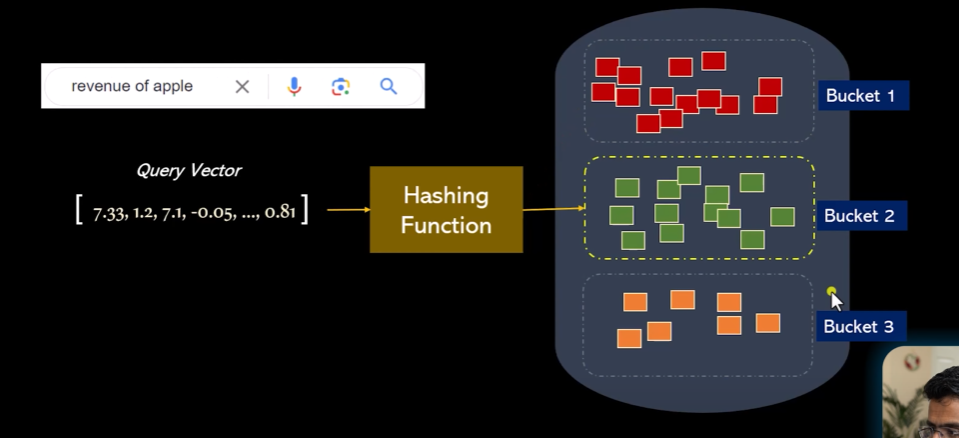 revenue of apple
Query Vector
[ 7.33, 1.2, 7.1, -0.05, ..., 0.81 ]
Hashing
Function
Bucket 1
Bucket 2
Bucket 3